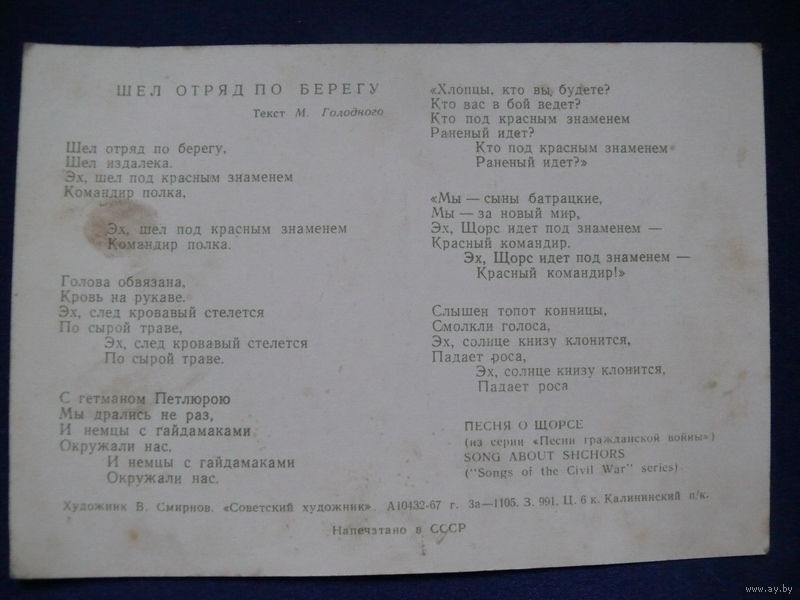 ШЕЛ ОТРЯД ПО БЕРЕГУ
Текст М. Голодного
Шел отряд по берегу,
Шел издалека.
Эх, шел под красным знаменем
Командир полка,
Эх, шел под красным знаменем
Командир полка.
Голова обвязана,
Кровь на рукаве.
Эх, след кровавый стелется
По сырой траве,
Эх, след кровавый стелется
По сырой траве.
С гетманом Петлюрою
Мы дрались не раз,
И немцы с гайдамаками
Окружали нас,
И немцы с гайдамаками
Окружали нас.
«Хлопцы, кто вы будете?
Кто вас в бой ведет?
Кто под красным знаменем
Раненый идет?
Кто под красным знаменем
Раненый идет?»
«Мы — сыны батрацкие,
Мы — за новый мир,
Эх, Щорс идет под знаменем —
Красный командир.
Эх, Щорс идет под знаменем —
Красный командир!»
Слышен топот конницы,
Смолкли голоса,
Эх, солнце книзу клонится,
Падает роса,
Эх, солнце книзу клонится,
Падает роса
ПЕСНЯ О ЩОРСЕ
(из серии «Песни гражданской войны»)
SONG ABOUT SHCHORS
("Songs of the Civil War" series)
Художник В. Смирнов. «Советский художник». А10432-67 г. За—1105. З. 991. Ц. 6 к. Калининский п/к.
Напечатано в СССР
www.ay.by